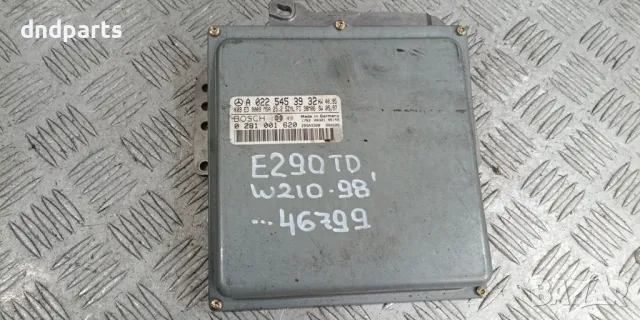 dndparts
A 022 545 39 32
BOSCH
Made in Germany
0 281 001 620
E290TD,
W210-98'
... 46799